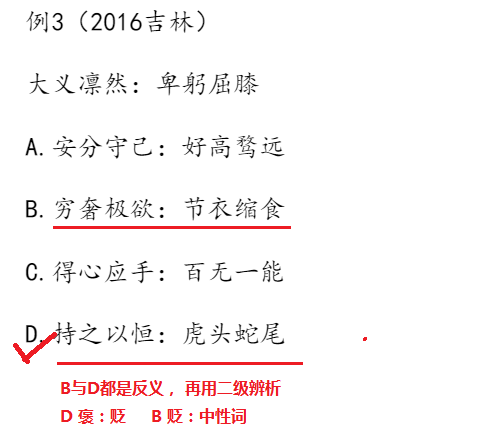 例3（2016吉林）
大义凛然：卑躬屈膝
A.安分守己：好高骛远
B.穷奢极欲：节衣缩食
C.得心应手：百无一能
D.持之以恒：虎头蛇尾
B与D都是反义，再用二级辨析
D 褒：贬 B 贬：中性词